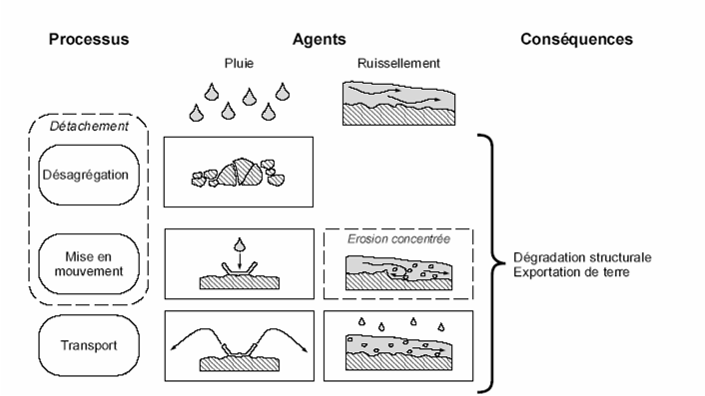 Processus
Agents
Conséquences
Pluie
Ruissellement
Détachement
Désagrégation
Mise en
mouvement
Erosion concentrée
Dégradation structurale
Exportation de terre
Transport